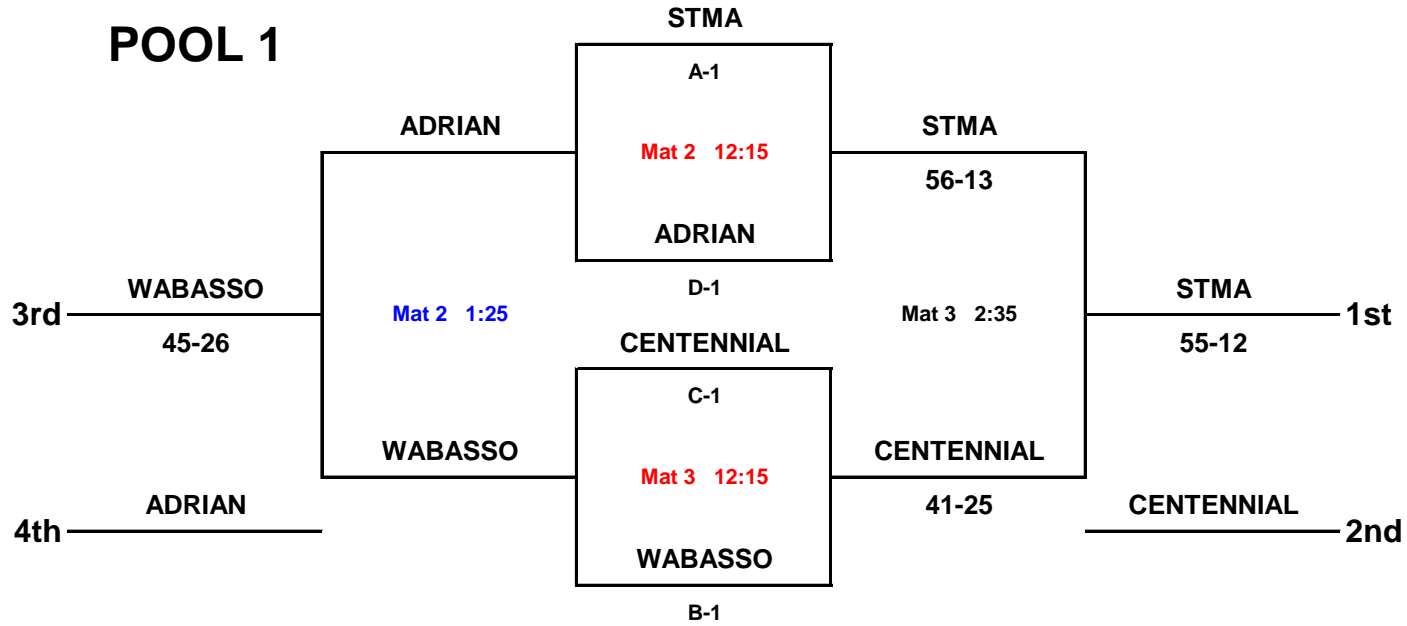 STMA
POOL 1
A-1
ADRIAN
STMA
Mat 2 12:15
56-13
ADRIAN
D-1
WABASSO
STMA
3rd
Mat 2 1:25
Mat 3 2:35
1st
45-26
CENTENNIAL
55-12
C-1
WABASSO
CENTENNIAL
Mat 3 12:15
ADRIAN
41-25
CENTENNIAL
4th
2nd
WABASSO
B-1